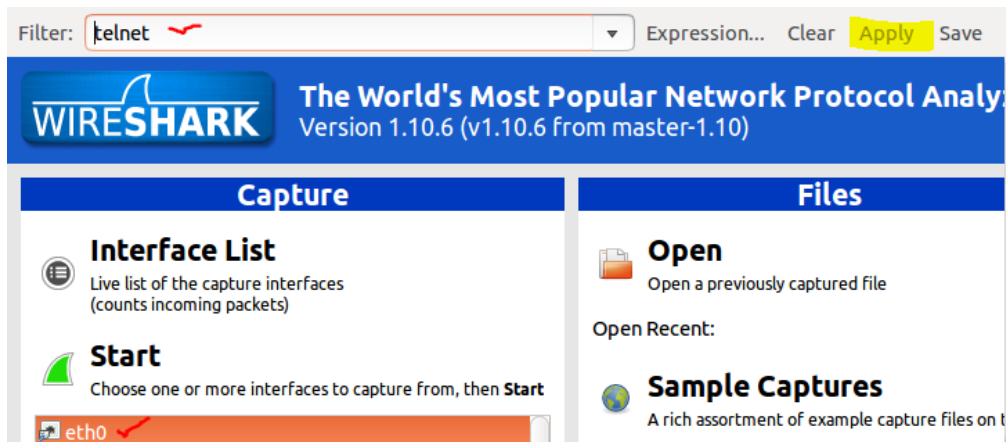 Filter: telnet Expression... Clear Apply Save
WIRESHARK
The World's Most Popular Network Protocol Analy
Version 1.10.6 (v1.10.6 from master-1.10)
Capture
Interface List
Live list of the capture interfaces
(counts incoming packets)
Start
Choose one or more interfaces to capture from, then Start
eth0
Files
Open
Open a previously captured file
Open Recent:
Sample Captures
A rich assortment of example capture files on